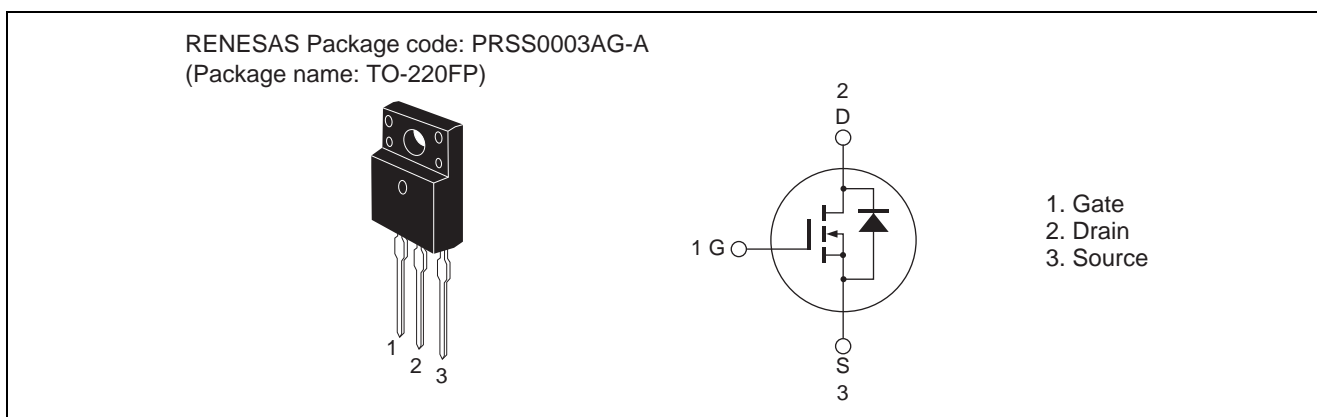 RENESAS Package code: PRSS0003AG-A
(Package name: TO-220FP)
1
2
3
2
D
1 G
S
3
1. Gate
2. Drain
3. Source